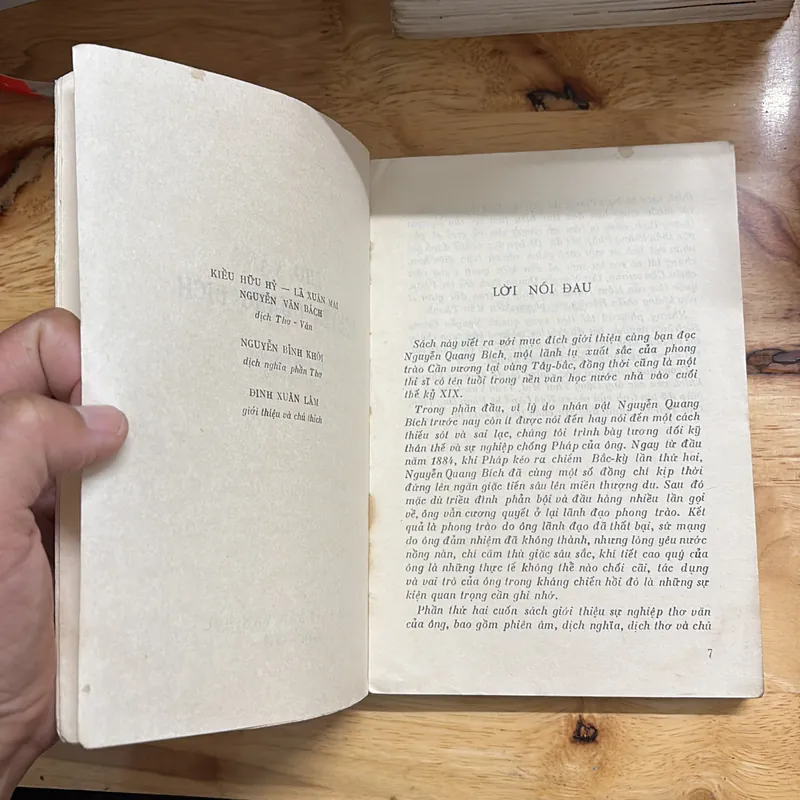 KIỀU HỮU HỶ — LÃ XUÂN MAI
NGUYỄN VĂN BÁCH
dịch Thơ - Văn
NGUYỄN ĐÌNH KHÔI
dịch nghĩa phần Thơ
ĐINH XUÂN LÂM
giới thiệu và chú thích
LỜI NÓI ĐẦU
Sách này viết ra với mục đích giới thiệu cùng bạn đọc
Nguyễn Quang Bích, một lãnh tụ xuất sắc của phong
trào Cần vương tại vùng Tây-bắc, đồng thời cũng là một
thi sĩ có tên tuổi trong nền văn học nước nhà vào cuối
thế kỷ XIX.
Trong phần đầu, vì lý do nhân vật Nguyễn Quang
Bích trước nay còn ít được nói đến hay nói đến một cách
thiếu sót và sai lạc, chúng tôi trình bày tương đối kỹ
thân thế và sự nghiệp chống Pháp của ông. Ngay từ đầu
năm 1884, khi Pháp kéo ra chiếm Bắc-kỳ lần thứ hai,
Nguyễn Quang Bích đã cùng một số đồng chí kịp thời
đứng lên ngăn giặc tiến sâu lên miền thượng du. Sau đó
mặc dù triều đình phản bội và đầu hàng nhiều lần gọi
về, ông vẫn cương quyết ở lại lãnh đạo phong trào. Kết
quả là phong trào do ông lãnh đạo đã thất bại, sứ mạng
do ông đảm nhiệm đã không thành, nhưng lòng yêu nước
nồng nàn, chí căm thù giặc sâu sắc, khí tiết cao quý của
ông là những thực tế không thể nào chối cãi, tác dụng
và vai trò của ông trong kháng chiến hồi đó là những sự
kiện quan trọng cần ghi nhớ.
Phần thứ hai cuốn sách giới thiệu sự nghiệp thơ văn
của ông, bao gồm phiên âm, dịch nghĩa, dịch thơ và chú
7